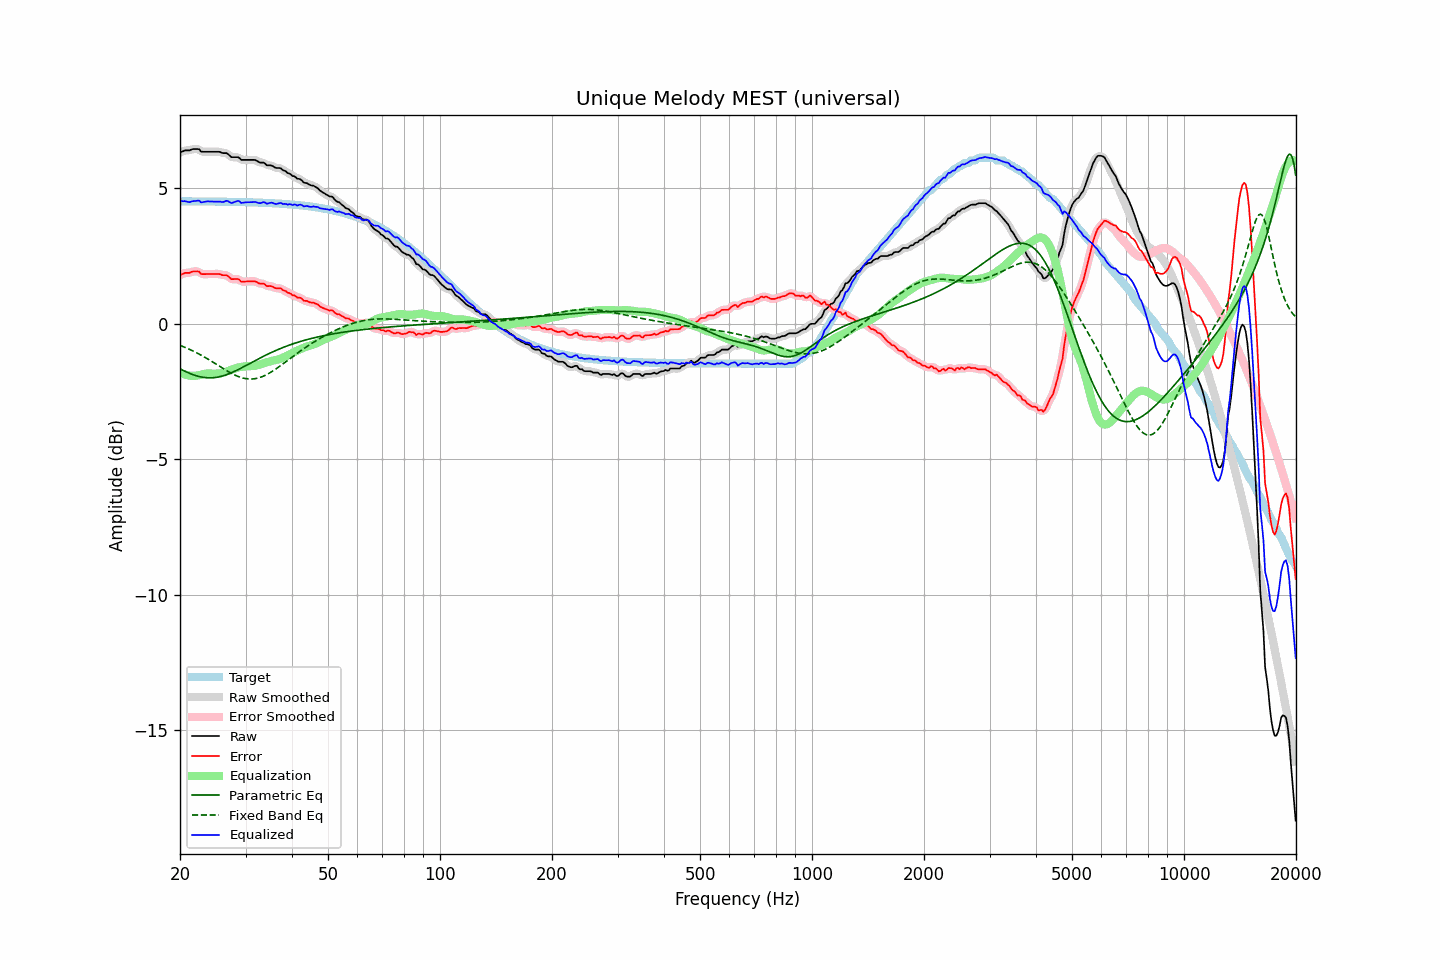 Unique Melody MEST (universal)
5
0
−5
−10
−15
Amplitude (dBr)
Target
Raw Smoothed
Error Smoothed
Raw
Error
Equalization
Parametric Eq
Fixed Band Eq
Equalized
20 50 100 200 500 1000 2000 5000 10000 20000
Frequency (Hz)